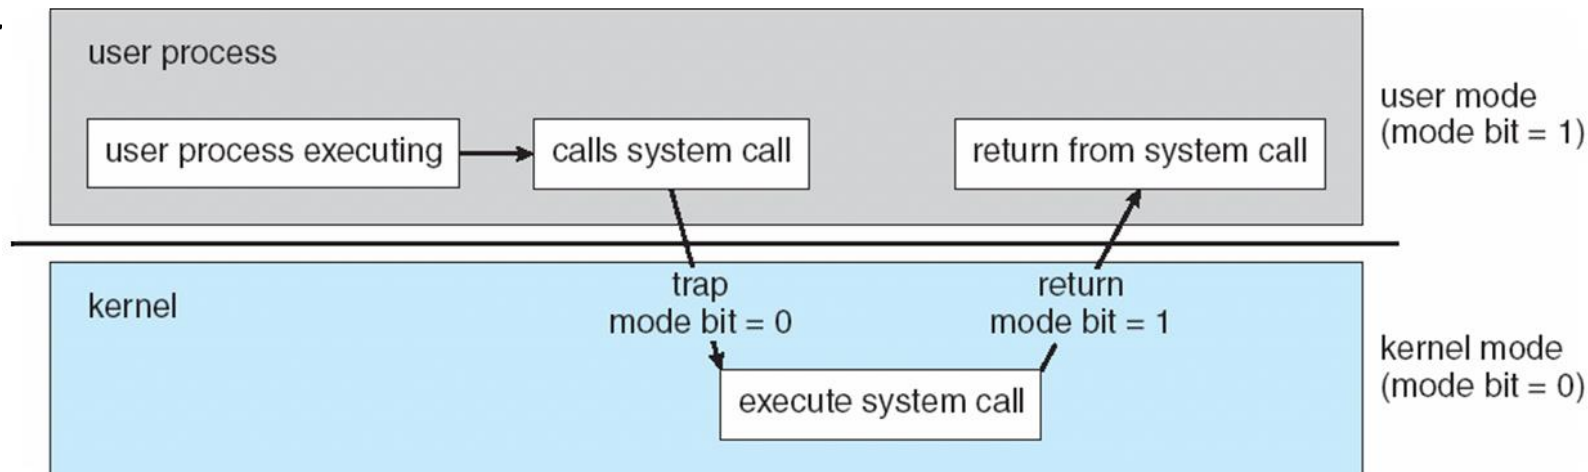 user process
user process executing
calls system call
return from system call
user mode
(mode bit = 1)
kernel
trap
mode bit = 0
return
mode bit = 1
execute system call
kernel mode
(mode bit = 0)